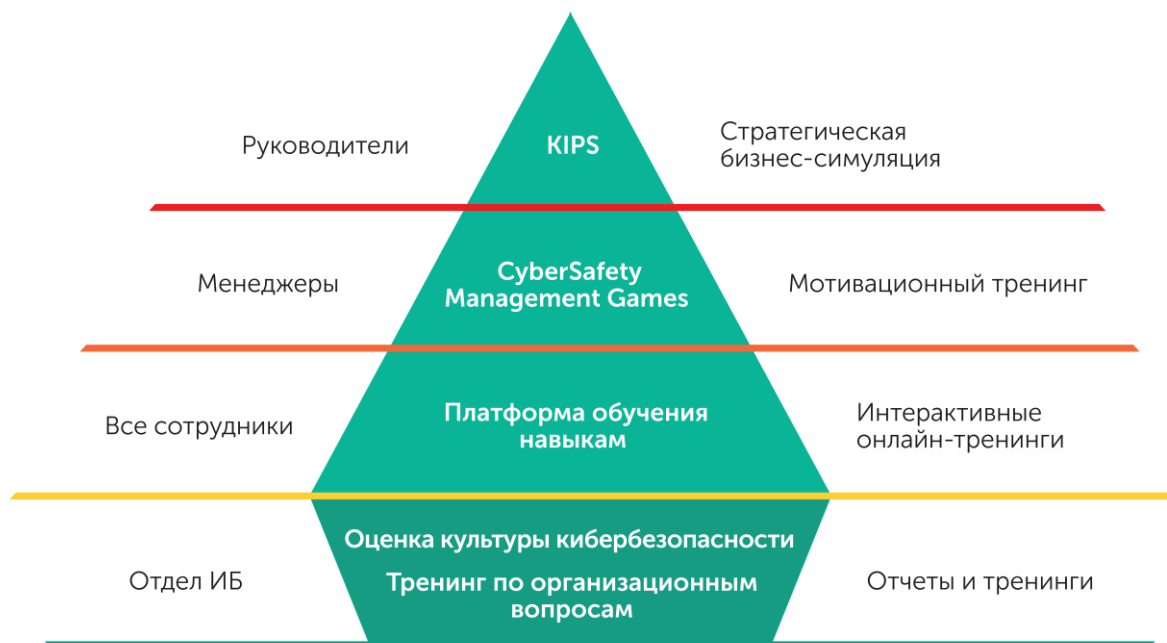 Руководители
KIPS
Стратегическая
бизнес-симуляция
Менеджеры
CyberSafety
Management Games
Мотивационный тренинг
Все сотрудники
Платформа обучения
навыкам
Интерактивные
онлайн-тренинги
Отдел ИБ
Оценка культуры кибербезопасности
Тренинг по организационным
вопросам
Отчеты и тренинги